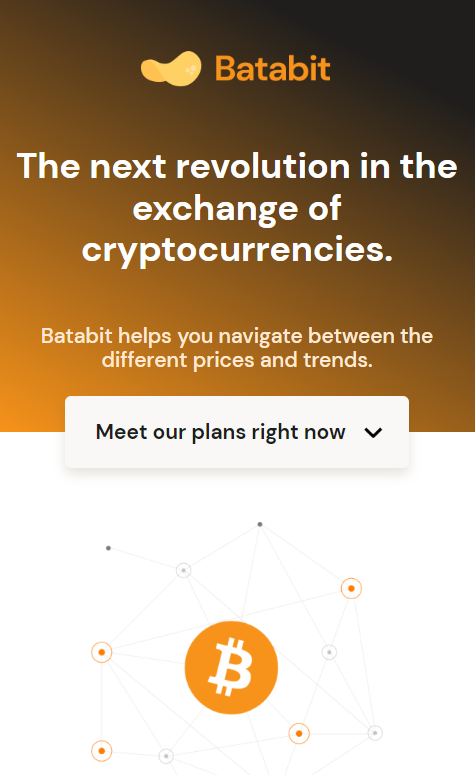 Batabit
The next revolution in the
exchange of
cryptocurrencies.
Batabit helps you navigate between the
different prices and trends.
Meet our plans right now